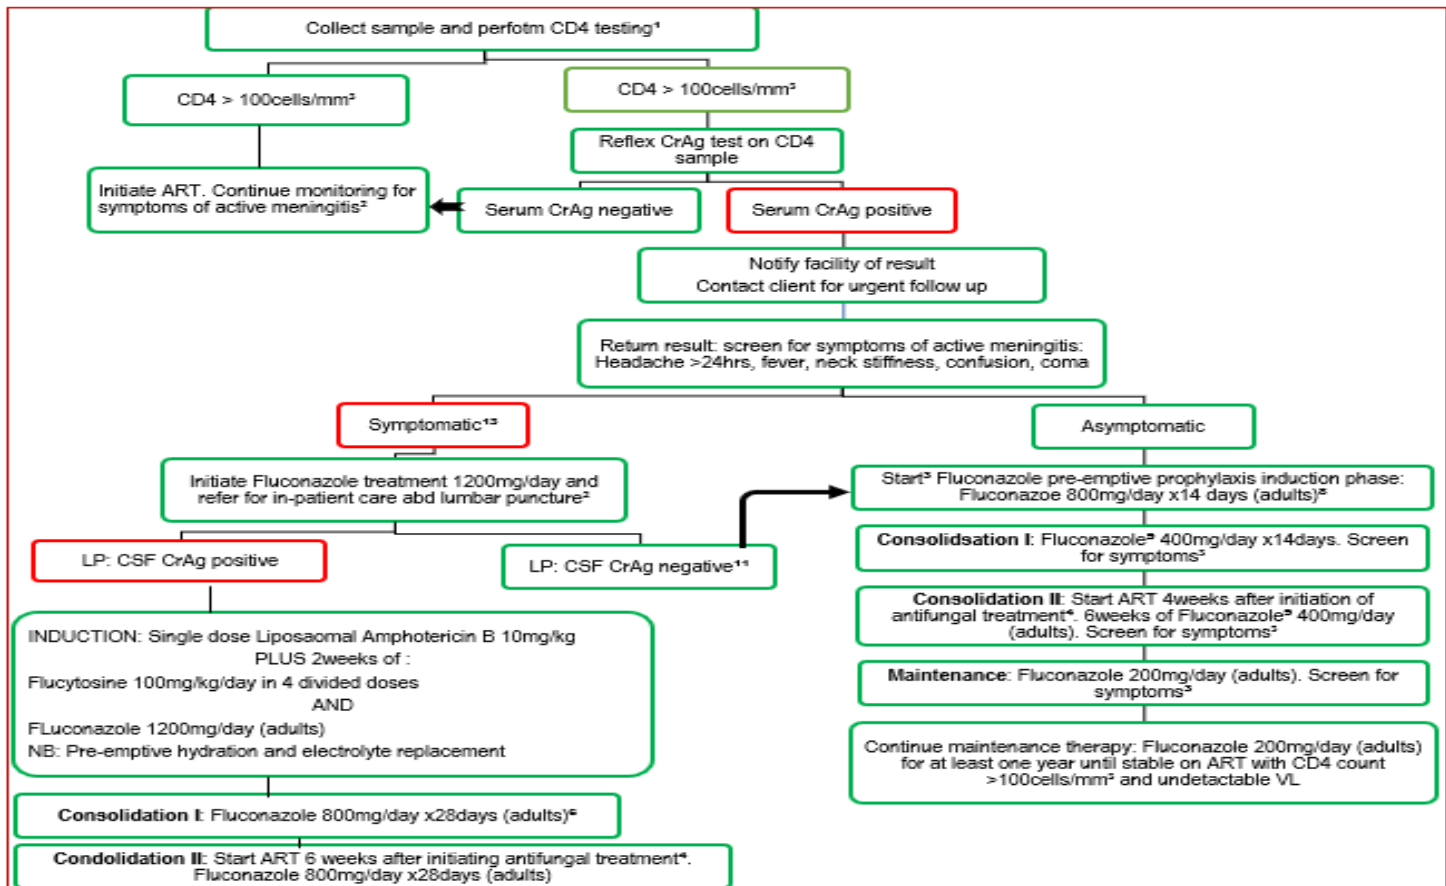 Collect sample and perfotm CD4 testing¹
CD4 > 100cells/mm³
CD4 > 100cells/mm³
Reflex CrAg test on CD4
sample
Initiate ART. Continue monitoring for
symptoms of active meningitis²
Serum CrAg negative
Serum CrAg positive
Notify facility of result
Contact client for urgent follow up
Return result: screen for symptoms of active meningitis:
Headache >24hrs, fever, neck stiffness, confusion, coma
Symptomatic¹³
Asymptomatic
Initiate Fluconazole treatment 1200mg/day and
refer for in-patient care abd lumbar puncture²
Start³ Fluconazole pre-emptive prophylaxis induction phase:
Fluconazoe 800mg/day x14 days (adults)⁵
LP: CSF CrAg positive
LP: CSF CrAg negative¹¹
Consolidsation I: Fluconazole⁵ 400mg/day x14days. Screen
for symptoms³
Consolidation II: Start ART 4weeks after initiation of
antifungal treatment⁴. 6weeks of Fluconazole⁵ 400mg/day
(adults). Screen for symptoms³
Maintenance: Fluconazole 200mg/day (adults). Screen for
symptoms³
Continue maintenance therapy: Fluconazole 200mg/day (adults)
for at least one year until stable on ART with CD4 count
>100cells/mm³ and undetactable VL
INDUCTION: Single dose Liposaomal Amphotericin B 10mg/kg
PLUS 2weeks of :
Flucytosine 100mg/kg/day in 4 divided doses
AND
FLuconazole 1200mg/day (adults)
NB: Pre-emptive hydration and electrolyte replacement
Consolidation I: Fluconazole 800mg/day x28days (adults)⁶
Condolidation II: Start ART 6 weeks after initiating antifungal treatment⁴.
Fluconazole 800mg/day x28days (adults)